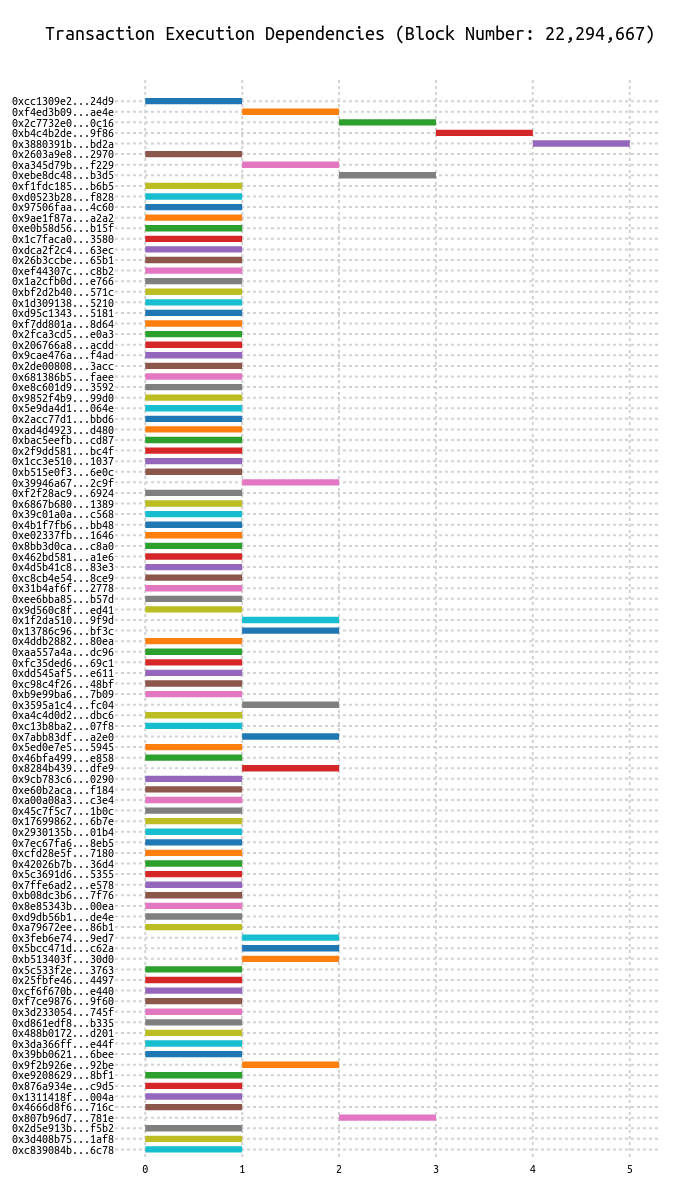 Transaction Execution Dependencies (Block Number: 22,294,667)
0xcc1309e2...24d9
0xf4ed3b09...ae4e
0x2c7732e0...0c16
0xb4c4b2de...9f86
0x3880391b...bd2a
0x2603a9e8...2970
0xa345d79b...f229
0xebe8dc48...b3d5
0xf1fdc185...b6b5
0xd0523b28...f828
0x97506faa...4c60
0x9ae1f87a...a2a2
0xe0b58d56...b15f
0x1c7faca0...3580
0xdca2f2c4...63ec
0x26b3ccbe...65b1
0xef44307c...c8b2
0x1a2cfb0d...e766
0xbf2d2b40...571c
0x1d309138...5210
0xd95c1343...5181
0xf7dd801a...8d64
0x2fca3cd5...e0a3
0x206766a8...acdd
0x9cae476a...f4ad
0x2de00808...3acc
0x681386b5...faee
0xe8c601d9...3592
0x9852f4b9...99d0
0x5e9da4d1...064e
0x2acc77d1...bbd6
0xad4d4923...d480
0xbac5eefb...cd87
0x2f9dd581...bc4f
0x1cc3e510...1037
0xb515e0f3...6e0c
0x39946a67...2c9f
0xf2f28ac9...6924
0x6867b680...1389
0x39c01a0a...c568
0x4b1f7fb6...bb48
0xe02337fb...1646
0x8bb3d0ca...c8a0
0x462bd581...a1e6
0x4d5b41c8...83e3
0xc8cb4e54...8ce9
0x31b4af6f...2778
0xee6bba85...b57d
0x9d560c8f...ed41
0x1f2da510...9f9d
0x13786c96...bf3c
0x4ddb2882...80ea
0xaa557a4a...dc96
0xfc35ded6...69c1
0xdd545af5...e611
0xc98c4f26...48bf
0xb9e99ba6...7b09
0x3595a1c4...fc04
0xa4c4d0d2...dbc6
0xc13b8ba2...07f8
0x7abb83df...a2e0
0x5ed0e7e5...5945
0x46bfa499...e858
0x8284b439...dfe9
0x9cb783c6...0290
0xe60b2aca...f184
0xa00a08a3...c3e4
0x45c7f5c7...1b0c
0x17699862...6b7e
0x2930135b...01b4
0x7ec67fa6...8eb5
0xcfd28e5f...7180
0x42026b7b...36d4
0x5c3691d6...5355
0x7ffe6ad2...e578
0xb08dc3b6...7f76
0x8e85343b...00ea
0xd9db56b1...de4e
0xa79672ee...86b1
0x3feb6e74...9ed7
0x5bcc471d...c62a
0xb513403f...30d0
0x5c533f2e...3763
0x25fbfe46...4497
0xcf6f670b...e440
0xf7ce9876...9f60
0x3d233054...745f
0xd861edf8...b335
0x488b0172...d201
0x3da366ff...e44f
0x39bb0621...6bee
0x9f2b926e...92be
0xe9208629...8bf1
0x876a934e...c9d5
0x1311418f...004a
0x4666d8f6...716c
0x807b96d7...781e
0x2d5e913b...f5b2
0x3d408b75...1af8
0xc839084b...6c78
0 1 2 3 4 5